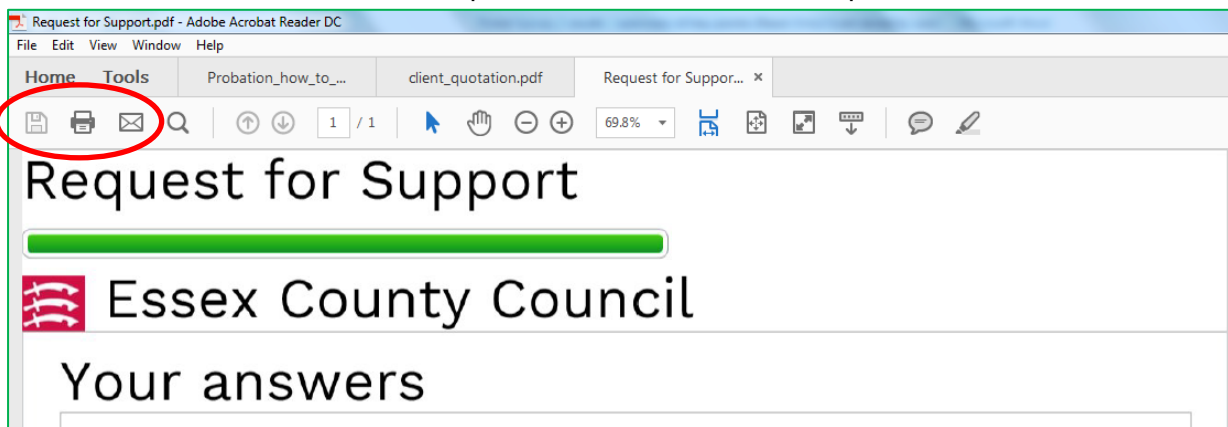 Request for Support.pdf - Adobe Acrobat Reader DC
File Edit View Window Help
Home Tools Probation_how_to_... client_quotation.pdf Request for Suppor... ×
1 / 1 69.8%
Request for Support
Essex County Council
Your answers